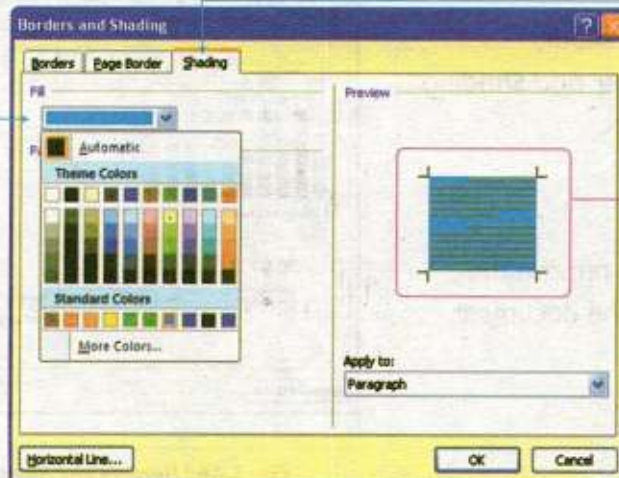 Borders and Shading
Borders Page Border Shading
Fill
Preview
Automatic
Theme Colors
Standard Colors
More Colors...
Apply to:
Paragraph
Horizontal Line...
OK
Cancel